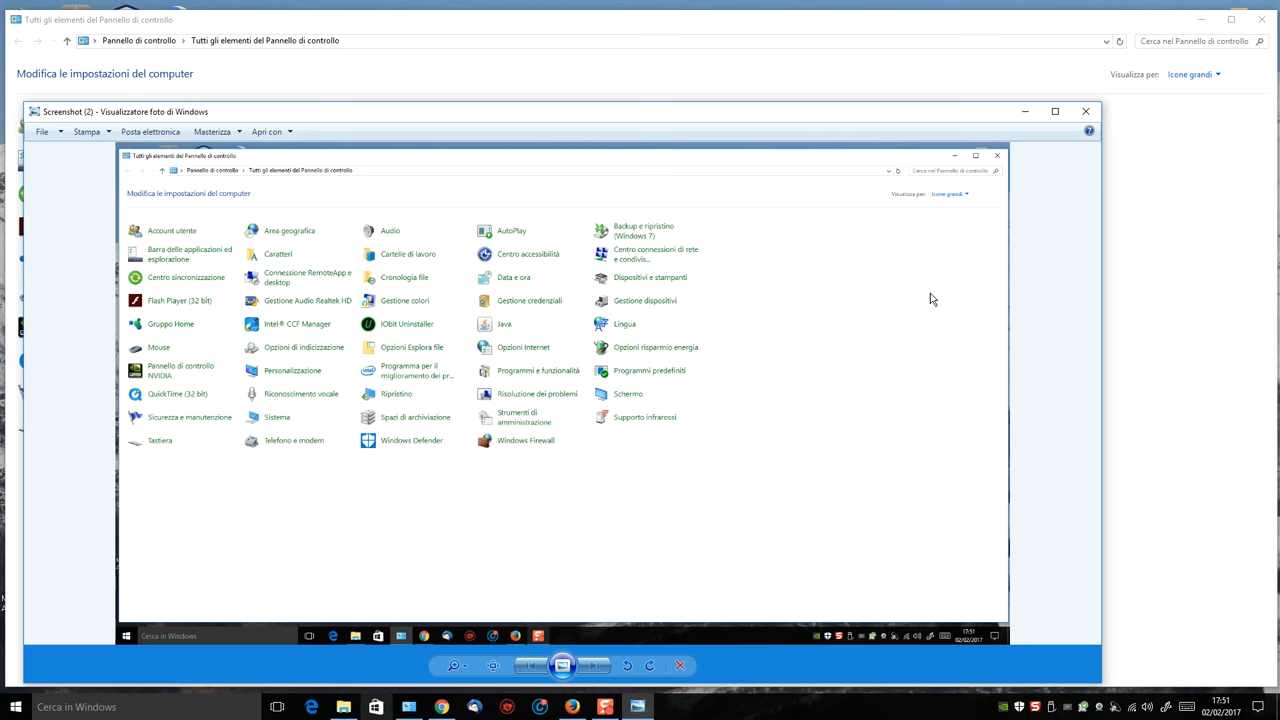 Tutti gli elementi del Pannello di controllo
Pannello di controllo
Tutti gli elementi del Pannello di controllo
Cerca nel Pannello di controllo
Modifica le impostazioni del computer
Visualizza per:
Icone grandi
Screenshot (2) - Visualizzatore foto di Windows
File
Stampa
Posta elettronica
Masterizza
Apri con
Tutti gli elementi del Pannello di controllo
Pannello di controllo
Tutti gli elementi del Pannello di controllo
Cerca nel Pannello di controllo
Modifica le impostazioni del computer
Visualizza per:
Icone grandi
Account utente
Area geografica
Audio
AutoPlay
Backup e ripristino
(Windows 7)
Barra delle applicazioni ed
esplorazione
Caratteri
Cartelle di lavoro
Centro accessibilità
Centro connessioni di rete
e condivis...
Centro sincronizzazione
Connessione RemoteApp e
desktop
Cronologia file
Data e ora
Dispositivi e stampanti
Flash Player (32 bit)
Gestione Audio Realtek HD
Gestione colori
Gestione credenziali
Gestione dispositivi
Gruppo Home
Intel® CCF Manager
IObit Uninstaller
Java
Lingua
Mouse
Opzioni di indicizzazione
Opzioni Esplora file
Opzioni Internet
Opzioni risparmio energia
Pannello di controllo
NVIDIA
Personalizzazione
Programma per il
miglioramento dei pr...
Programmi e funzionalità
Programmi predefiniti
QuickTime (32 bit)
Riconoscimento vocale
Ripristino
Risoluzione dei problemi
Schermo
Sicurezza e manutenzione
Sistema
Spazi di archiviazione
Strumenti di
amministrazione
Supporto infrarossi
Tastiera
Telefono e modem
Windows Defender
Windows Firewall
Cerca in Windows
17:51
02/02/2017
Cerca in Windows
17:51
02/02/2017